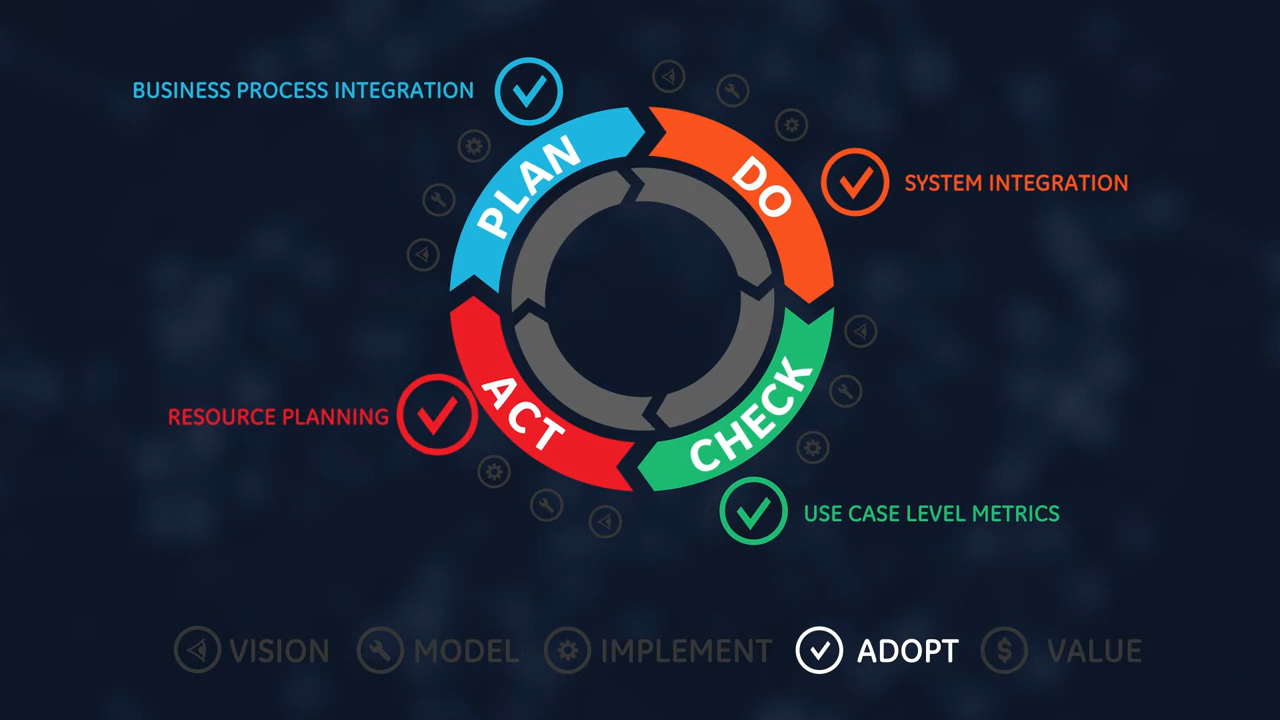 BUSINESS PROCESS INTEGRATION
PLAN
DO
SYSTEM INTEGRATION
RESOURCE PLANNING
ACT
CHECK
USE CASE LEVEL METRICS
VISION
MODEL
IMPLEMENT
ADOPT
$ VALUE